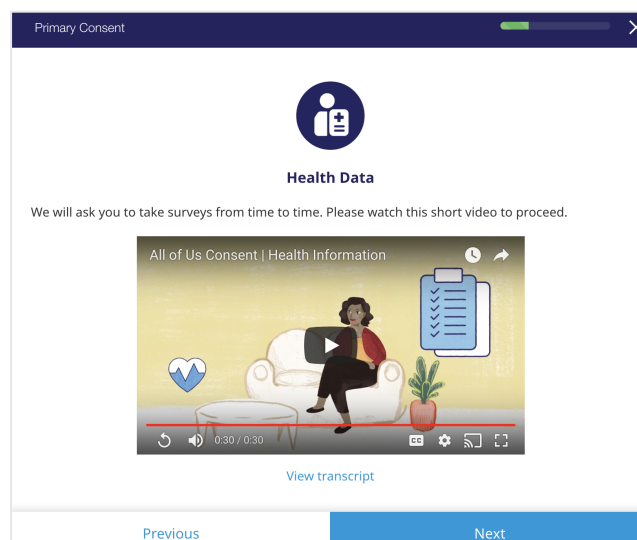 Primary Consent
Health Data
We will ask you to take surveys from time to time. Please watch this short video to proceed.
All of Us Consent | Health Information
0:30 / 0:30
CC
View transcript
Previous
Next